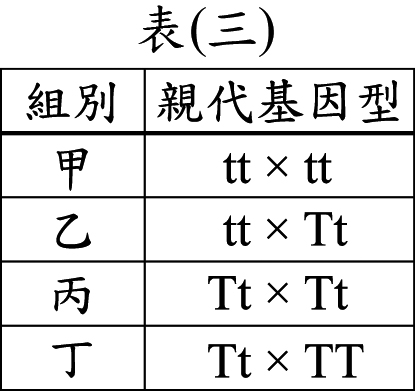 表(三)
組別 親代基因型
甲 tt × tt
乙 tt × Tt
丙 Tt × Tt
丁 Tt × TT